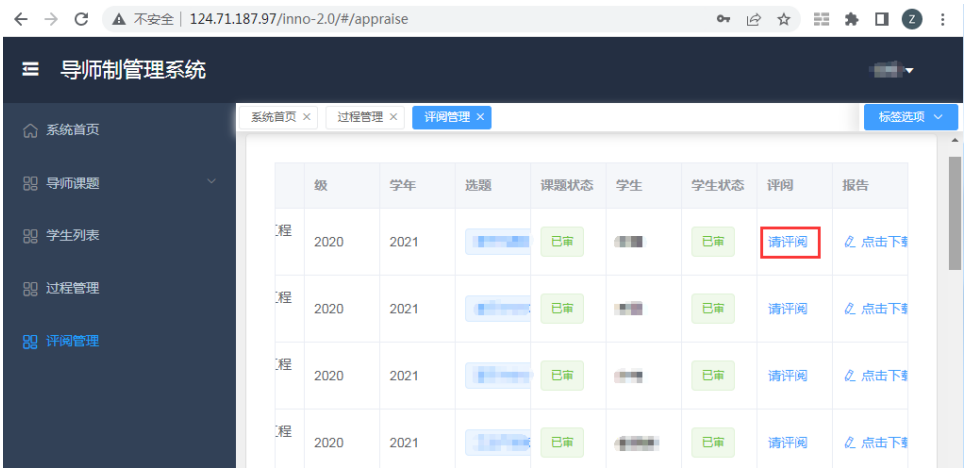 不安全 | 124.71.187.97/inno-2.0/#/appraise
Z
导师制管理系统
系统首页 × 过程管理 × 评阅管理 × 标签选项
系统首页
导师课题
学生列表
过程管理
评阅管理
级 学年 选题 课题状态 学生 学生状态 评阅 报告
程 2020 2021 已审 已审 请评阅 点击下载
程 2020 2021 已审 已审 请评阅 点击下载
程 2020 2021 已审 已审 请评阅 点击下载
程 2020 2021 已审 已审 请评阅 点击下载